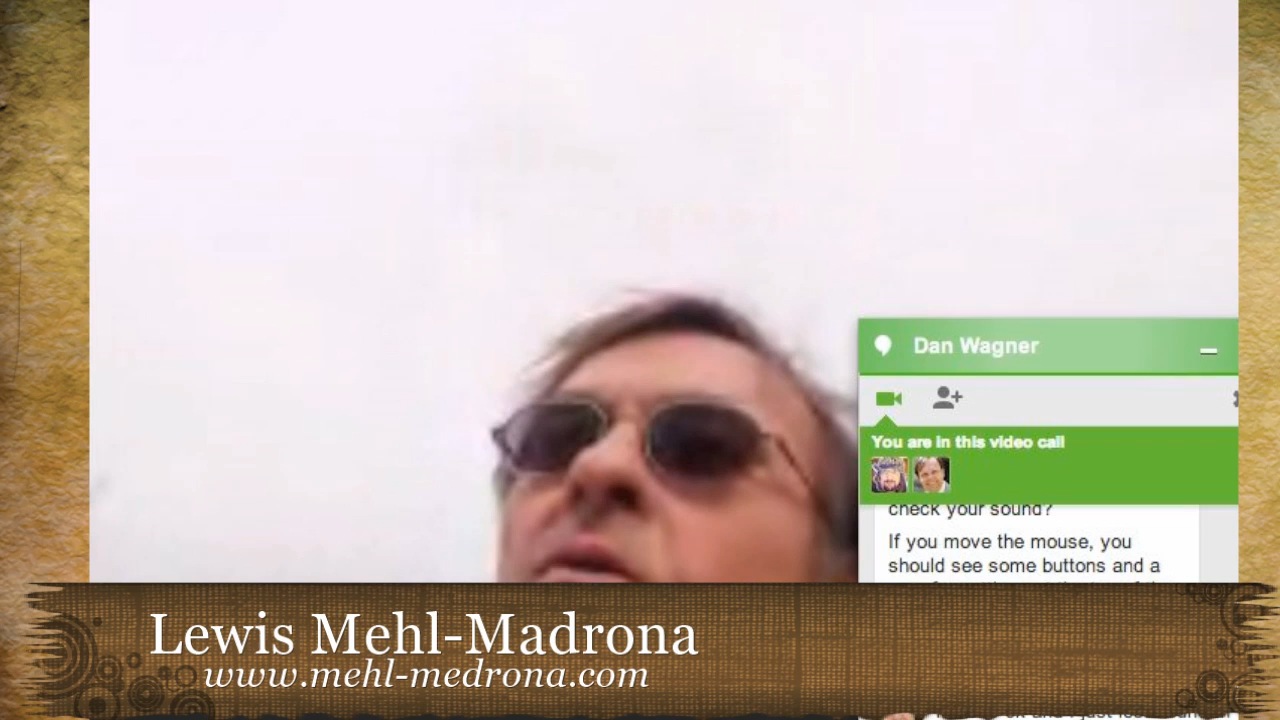 Dan Wagner
You are in this video call
check your sound?
If you move the mouse, you
should see some buttons and a
Lewis Mehl-Madrona
www.mehl-medrona.com